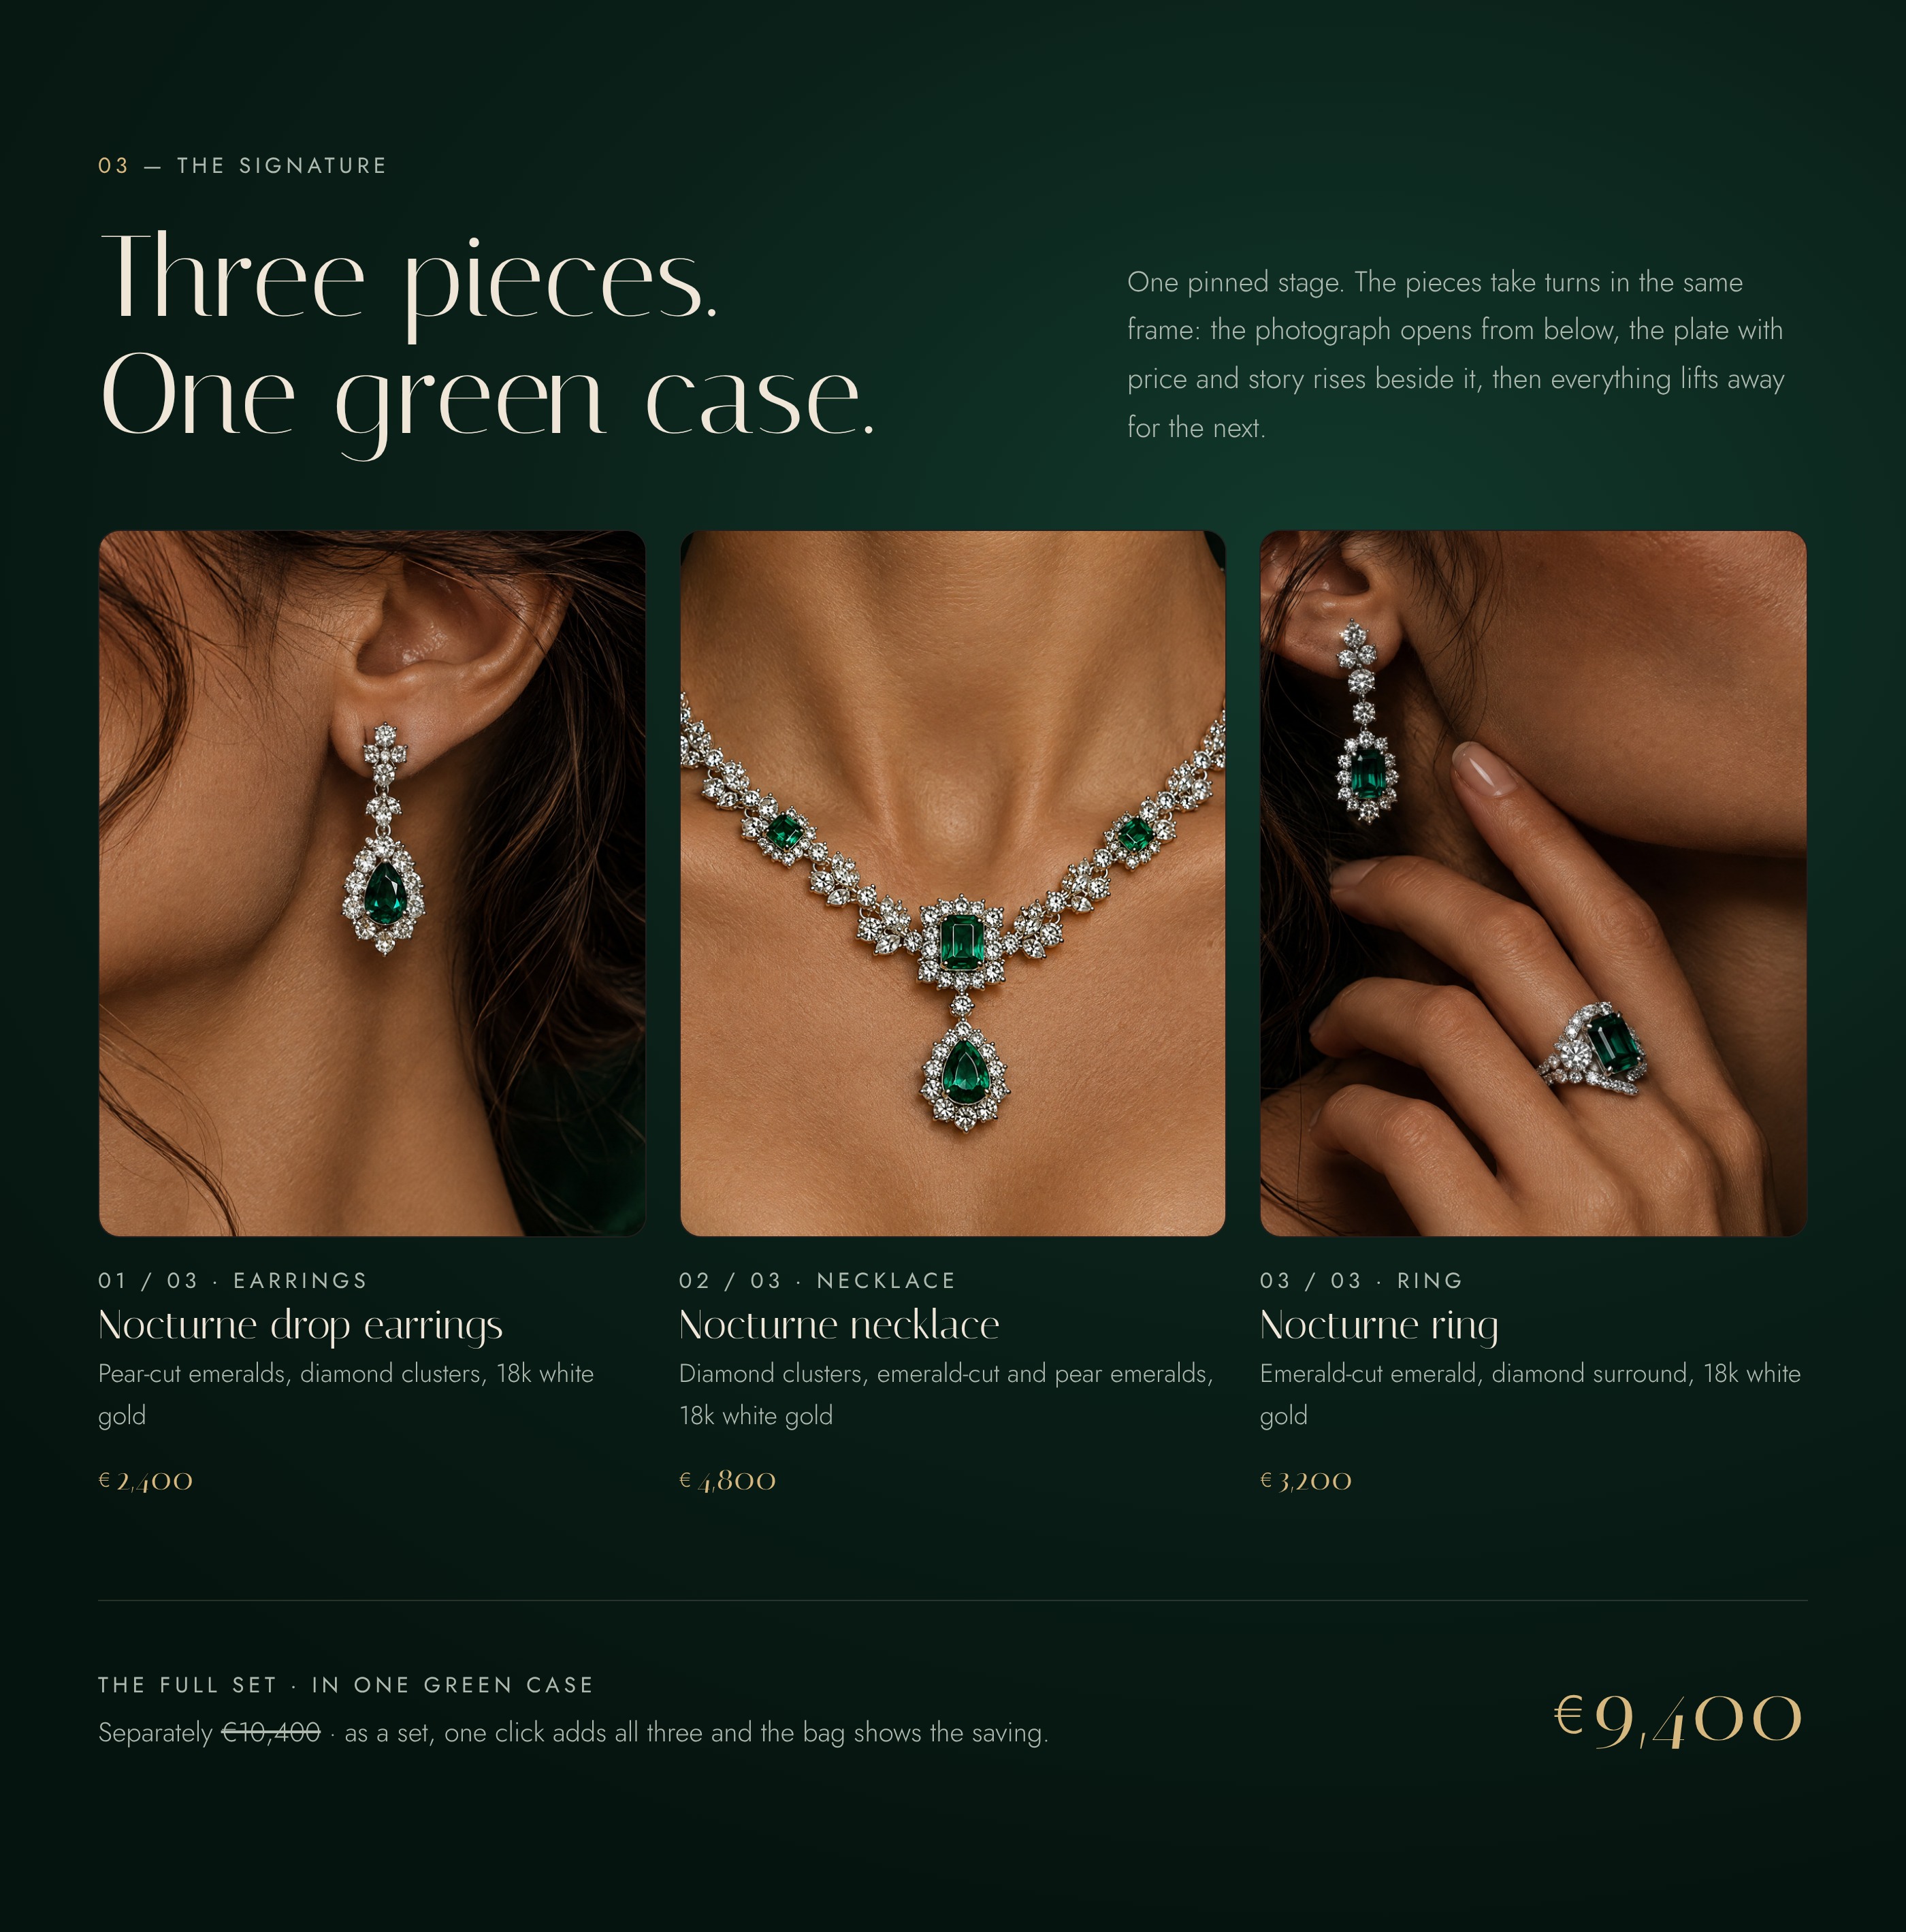 03 — THE SIGNATURE
Three pieces.
One green case.
One pinned stage. The pieces take turns in the same
frame: the photograph opens from below, the plate with
price and story rises beside it, then everything lifts away
for the next.
01 / 03 · EARRINGS
Nocturne drop earrings
Pear-cut emeralds, diamond clusters, 18k white
gold
€ 2,400
02 / 03 · NECKLACE
Nocturne necklace
Diamond clusters, emerald-cut and pear emeralds,
18k white gold
€ 4,800
03 / 03 · RING
Nocturne ring
Emerald-cut emerald, diamond surround, 18k white
gold
€ 3,200
THE FULL SET · IN ONE GREEN CASE
Separately €10,400 · as a set, one click adds all three and the bag shows the saving.
€ 9,400